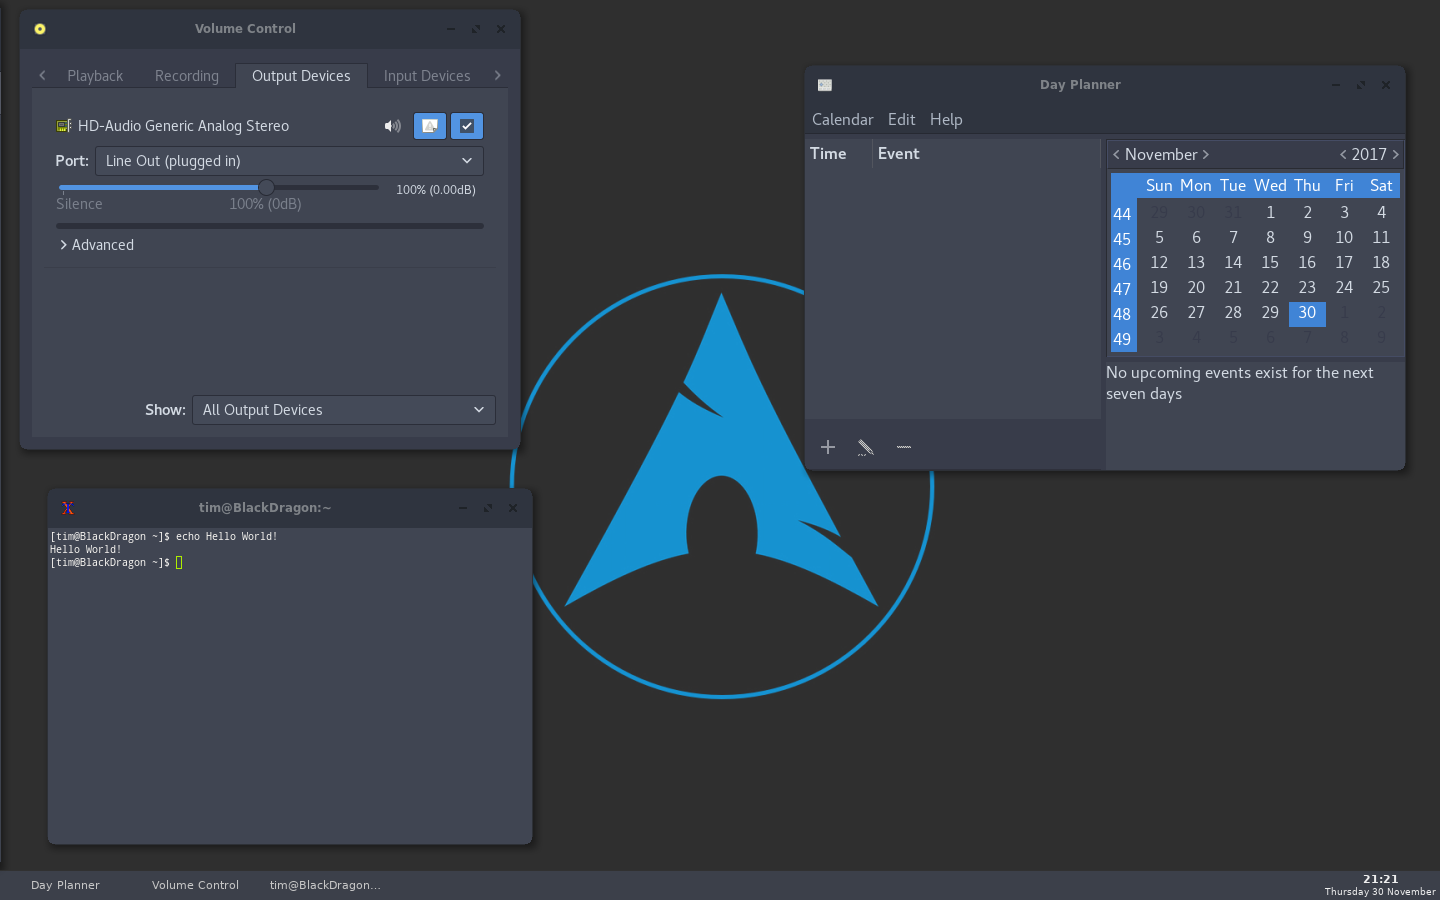 Volume Control
Playback Recording Output Devices Input Devices
HD-Audio Generic Analog Stereo
Port: Line Out (plugged in)
100% (0.00dB)
Silence 100% (0dB)
Advanced
Show: All Output Devices
Day Planner
Calendar Edit Help
Time Event
November 2017
Sun Mon Tue Wed Thu Fri Sat
44 29 30 31 1 2 3 4
45 5 6 7 8 9 10 11
46 12 13 14 15 16 17 18
47 19 20 21 22 23 24 25
48 26 27 28 29 30 1 2
49 3 4 5 6 7 8 9
No upcoming events exist for the next
seven days
tim@BlackDragon:~
[tim@BlackDragon ~]$ echo Hello World!
Hello World!
[tim@BlackDragon ~]$
Day Planner Volume Control tim@BlackDragon...
21:21
Thursday 30 November